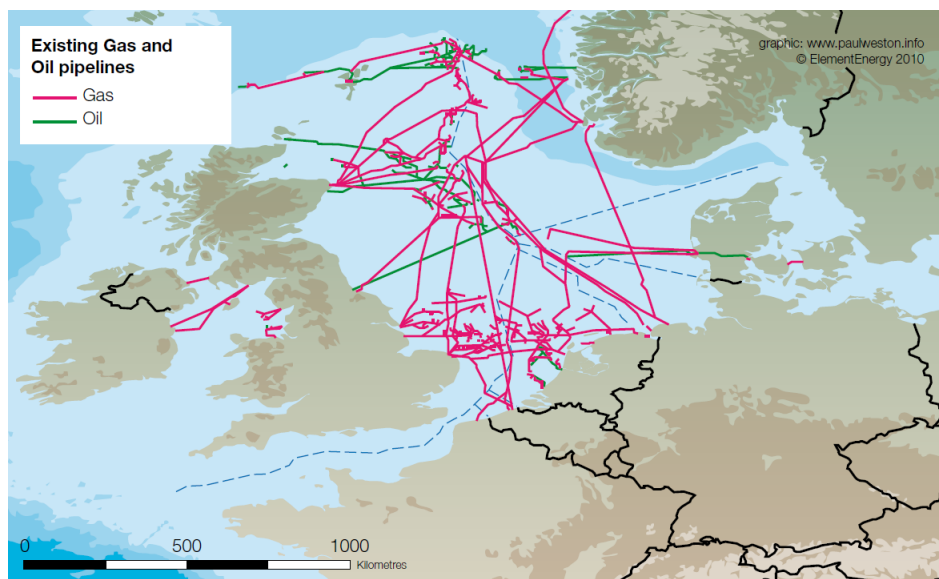 Existing Gas and
Oil pipelines
Gas
Oil
graphic: www.paulweston.info
© ElementEnergy 2010
0 500 1000
Kilometres